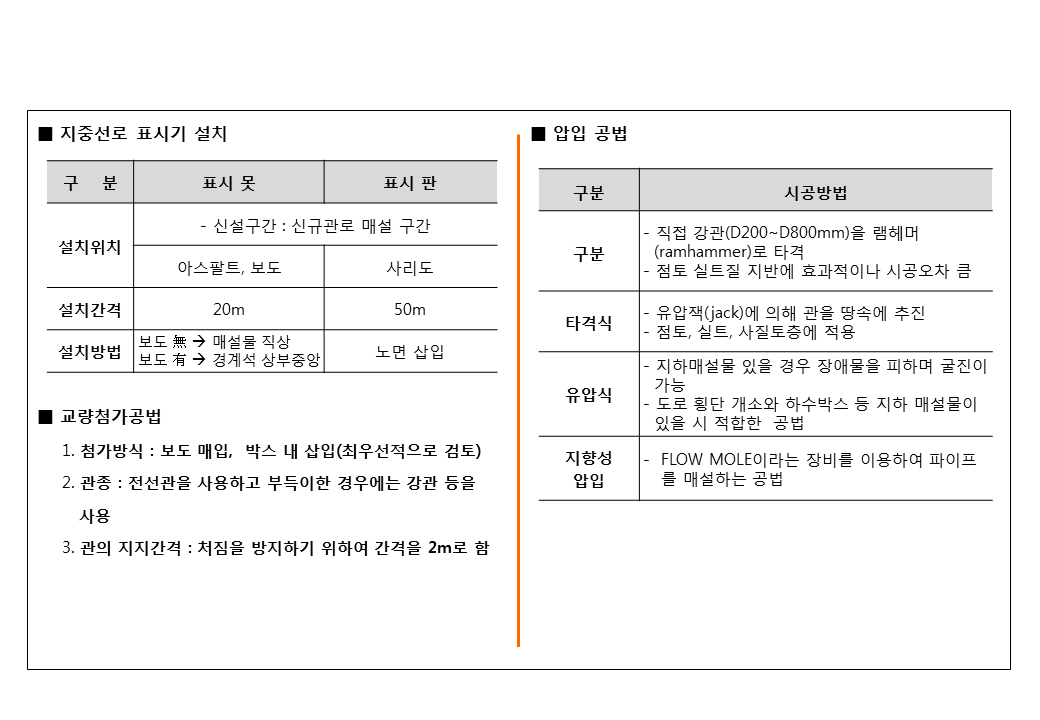 ■ 지중선로 표시기 설치
구 분 표시 못 표시 판
설치위치
- 신설구간 : 신규관로 매설 구간
아스팔트, 보도 사리도
설치간격 20m 50m
설치방법
보도 無 → 매설물 직상
보도 有 → 경계석 상부중앙
노면 삽입
■ 교량첨가공법
1. 첨가방식 : 보도 매입, 박스 내 삽입(최우선적으로 검토)
2. 관종 : 전선관을 사용하고 부득이한 경우에는 강관 등을
사용
3. 관의 지지간격 : 처짐을 방지하기 위하여 간격을 2m로 함
■ 압입 공법
구분 시공방법
구분
- 직접 강관(D200~D800mm)을 램헤머
(ramhammer)로 타격
- 점토 실트질 지반에 효과적이나 시공오차 큼
타격식
- 유압잭(jack)에 의해 관을 땅속에 추진
- 점토, 실트, 사질토층에 적용
유압식
- 지하매설물 있을 경우 장애물을 피하며 굴진이
가능
- 도로 횡단 개소와 하수박스 등 지하 매설물이
있을 시 적합한 공법
지향성
압입
- FLOW MOLE이라는 장비를 이용하여 파이프
를 매설하는 공법